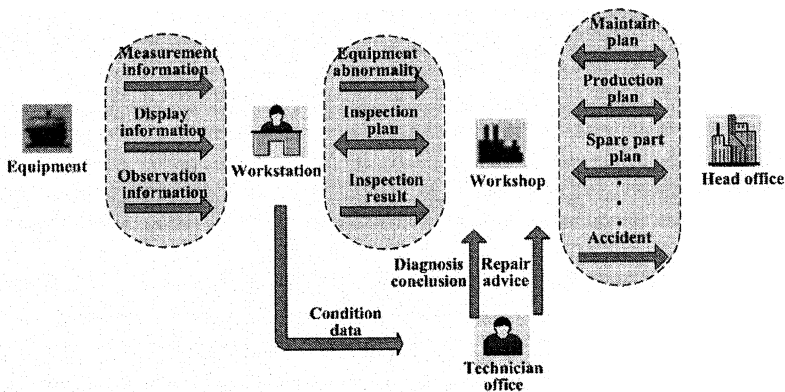 Measurement
information
Display
information
Observation
information
Equipment
Workstation
Equipment
abnormality
Inspection
plan
Inspection
result
Workshop
Maintain
plan
Production
plan
Spare part
plan
Accident
Head office
Diagnosis
conclusion
Repair
advice
Condition
data
Technician
office